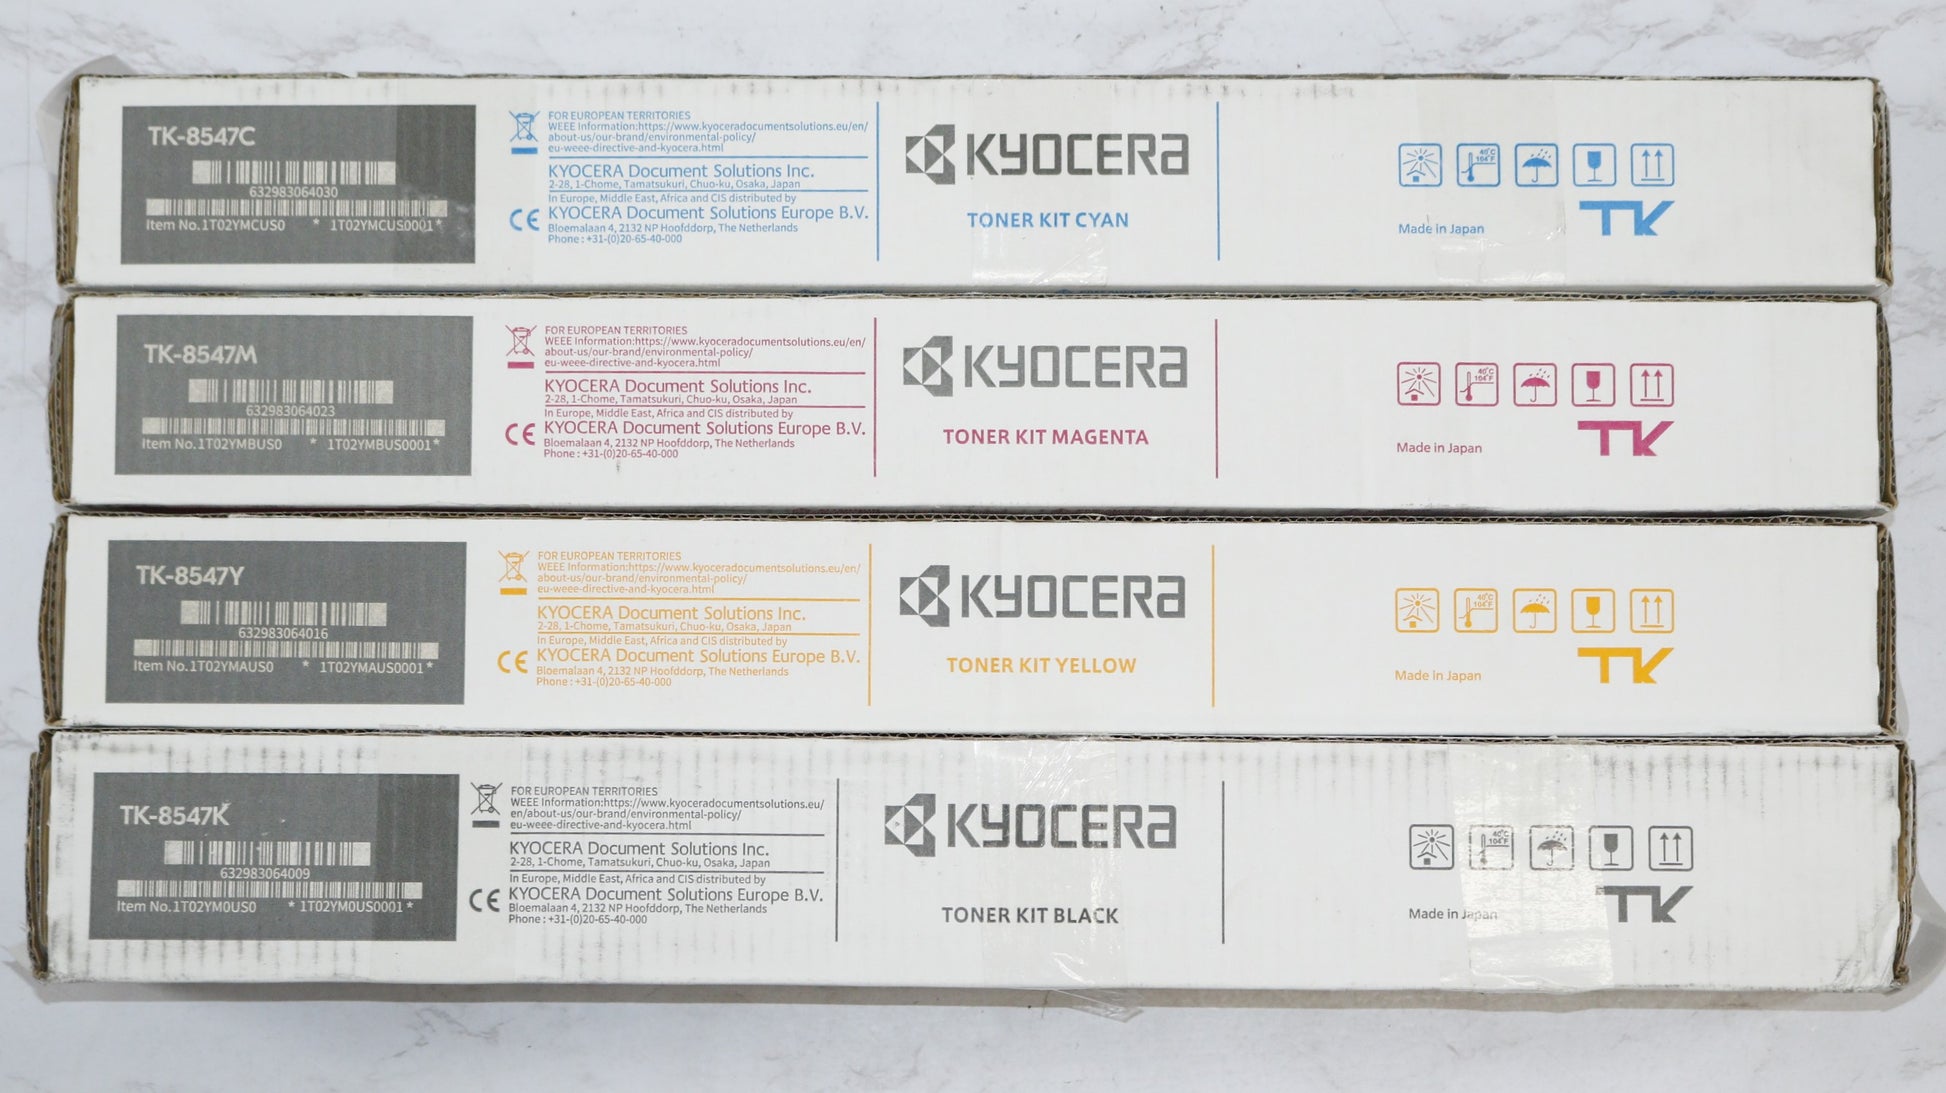 TK-8547C
632983064030
Item No.1T02YMCUS0 * 1T02YMCUS0001*
FOR EUROPEAN TERRITORIES
WEEE Information:https://www.kyoceradocumentsolutions.eu/en/
about-us/our-brand/environmental-policy/
eu-weee-directive-and-kyocera.html
KYOCERA Document Solutions Inc.
2-28, 1-Chome, Tamatsukuri, Chuo-ku, Osaka, Japan
In Europe, Middle East, Africa and CIS distributed by
CE KYOCERA Document Solutions Europe B.V.
Bloemalaan 4, 2132 NP Hoofddorp, The Netherlands
Phone : +31-(0)20-65-40-000
KYOCERA
TONER KIT CYAN
40°C
104°F
Made in Japan
TK
TK-8547M
632983064023
Item No.1T02YMBUS0 * 1T02YMBUS0001*
FOR EUROPEAN TERRITORIES
WEEE Information:https://www.kyoceradocumentsolutions.eu/en/
about-us/our-brand/environmental-policy/
eu-weee-directive-and-kyocera.html
KYOCERA Document Solutions Inc.
2-28, 1-Chome, Tamatsukuri, Chuo-ku, Osaka, Japan
In Europe, Middle East, Africa and CIS distributed by
CE KYOCERA Document Solutions Europe B.V.
Bloemalaan 4, 2132 NP Hoofddorp, The Netherlands
Phone : +31-(0)20-65-40-000
KYOCERA
TONER KIT MAGENTA
40°C
104°F
Made in Japan
TK
TK-8547Y
632983064016
Item No.1T02YMAUS0 * 1T02YMAUS0001*
FOR EUROPEAN TERRITORIES
WEEE Information:https://www.kyoceradocumentsolutions.eu/en/
about-us/our-brand/environmental-policy/
eu-weee-directive-and-kyocera.html
KYOCERA Document Solutions Inc.
2-28, 1-Chome, Tamatsukuri, Chuo-ku, Osaka, Japan
In Europe, Middle East, Africa and CIS distributed by
CE KYOCERA Document Solutions Europe B.V.
Bloemalaan 4, 2132 NP Hoofddorp, The Netherlands
Phone : +31-(0)20-65-40-000
KYOCERA
TONER KIT YELLOW
40°C
104°F
Made in Japan
TK
TK-8547K
632983064009
Item No.1T02YM0US0 * 1T02YM0US0001*
FOR EUROPEAN TERRITORIES
WEEE Information:https://www.kyoceradocumentsolutions.eu/
en/about-us/our-brand/environmental-policy/
eu-weee-directive-and-kyocera.html
KYOCERA Document Solutions Inc.
2-28, 1-Chome, Tamatsukuri, Chuo-ku, Osaka, Japan
In Europe, Middle East, Africa and CIS distributed by
CE KYOCERA Document Solutions Europe B.V.
Bloemalaan 4, 2132 NP Hoofddorp, The Netherlands
Phone : +31-(0)20-65-40-000
KYOCERA
TONER KIT BLACK
40°C
104°F
Made in Japan
TK